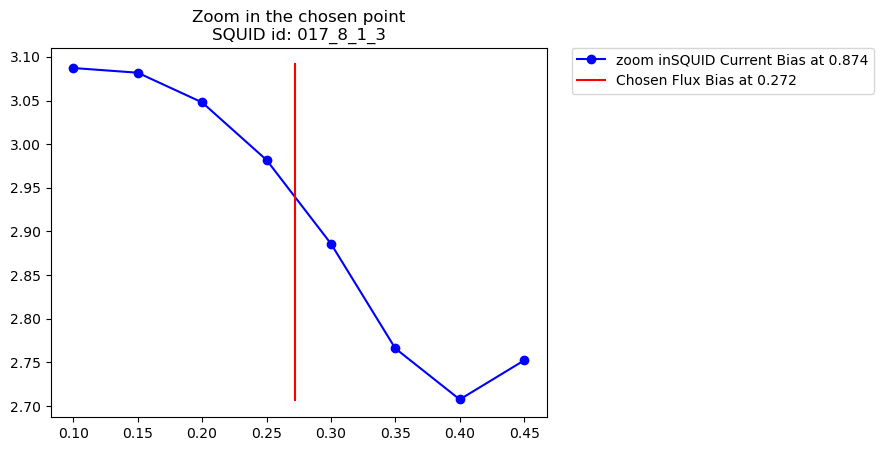 Zoom in the chosen point
SQUID id: 017_8_1_3
zoom inSQUID Current Bias at 0.874
Chosen Flux Bias at 0.272
3.10
3.05
3.00
2.95
2.90
2.85
2.80
2.75
2.70
0.10 0.15 0.20 0.25 0.30 0.35 0.40 0.45